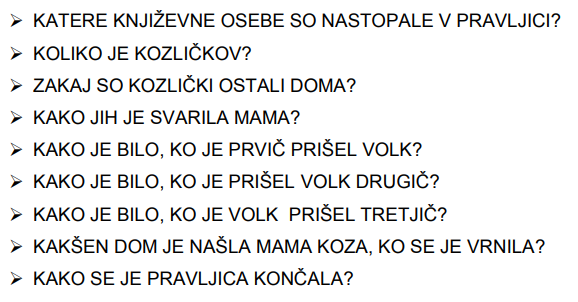 ➢ KATERE KNJIŽEVNE OSEBE SO NASTOPALE V PRAVLJICI?
➢ KOLIKO JE KOZLIČKOV?
➢ ZAKAJ SO KOZLIČKI OSTALI DOMA?
➢ KAKO JIH JE SVARILA MAMA?
➢ KAKO JE BILO, KO JE PRVIČ PRIŠEL VOLK?
➢ KAKO JE BILO, KO JE PRIŠEL VOLK DRUGIČ?
➢ KAKO JE BILO, KO JE VOLK  PRIŠEL TRETJIČ?
➢ KAKŠEN DOM JE NAŠLA MAMA KOZA, KO SE JE VRNILA?
➢ KAKO SE JE PRAVLJICA KONČALA?